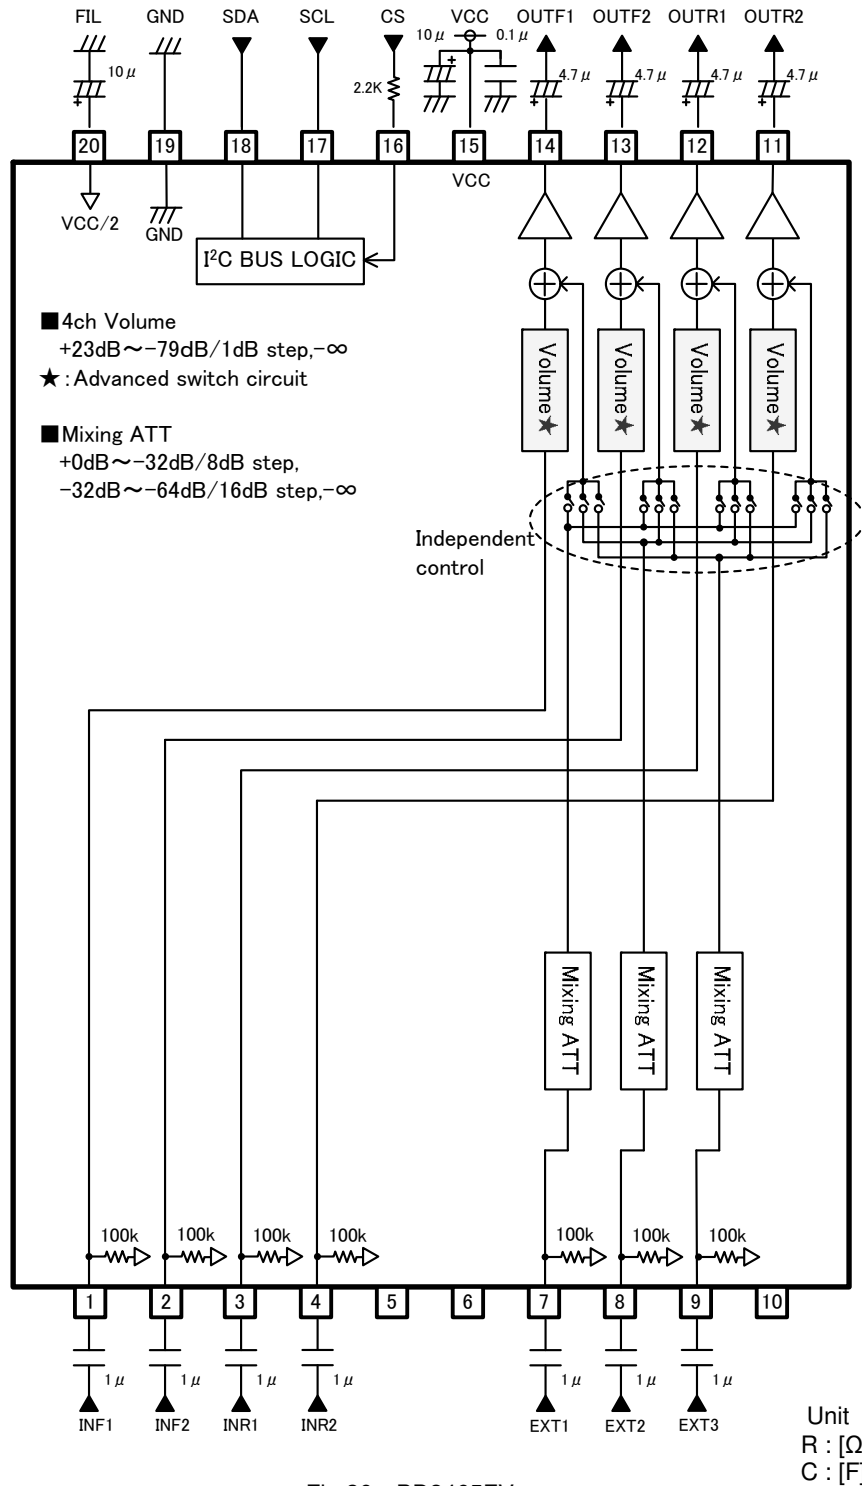 FIL GND SDA SCL CS VCC OUTF1 OUTF2 OUTR1 OUTR2
10μ 0.1μ
10μ 2.2K 4.7μ 4.7μ 4.7μ 4.7μ
+ + + + + +
20 19 18 17 16 15 14 13 12 11
VCC
VCC/2 GND
I²C BUS LOGIC
■4ch Volume
+23dB～-79dB/1dB step,-∞
★:Advanced switch circuit
Volume★ Volume★ Volume★ Volume★
■Mixing ATT
+0dB～-32dB/8dB step,
-32dB～-64dB/16dB step,-∞
Independent
control
Mixing ATT Mixing ATT Mixing ATT
100k 100k 100k 100k 100k 100k 100k
1 2 3 4 5 6 7 8 9 10
1μ 1μ 1μ 1μ 1μ 1μ 1μ
INF1 INF2 INR1 INR2 EXT1 EXT2 EXT3
Unit
R : [Ω
C : [F]